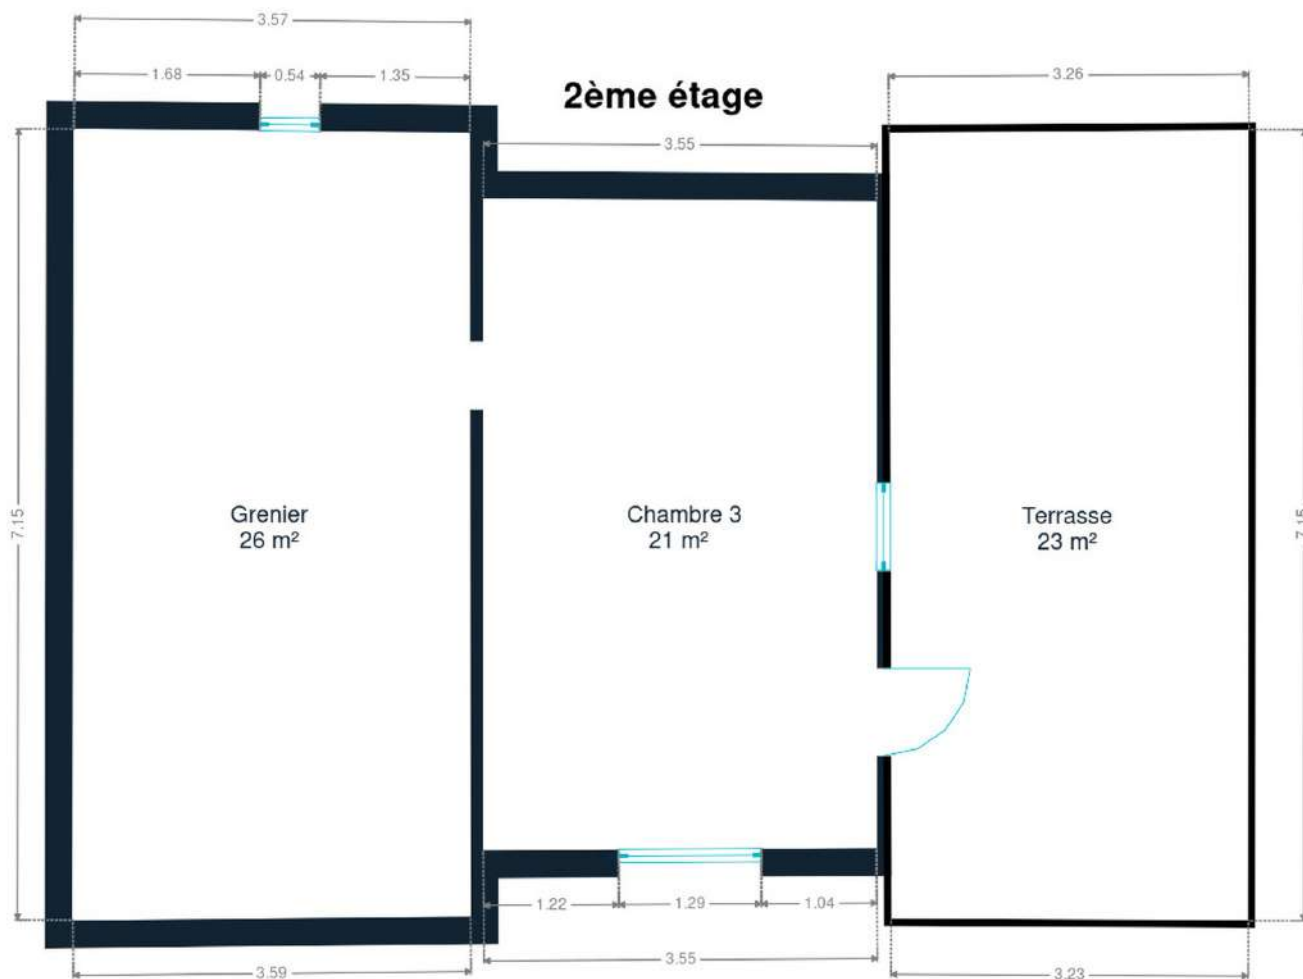 3.57
1.68
0.54
1.35
2ème étage
3.26
3.55
7.15
Grenier
26 m²
Chambre 3
21 m²
Terrasse
23 m²
7.15
1.22
1.29
1.04
3.59
3.55
3.23